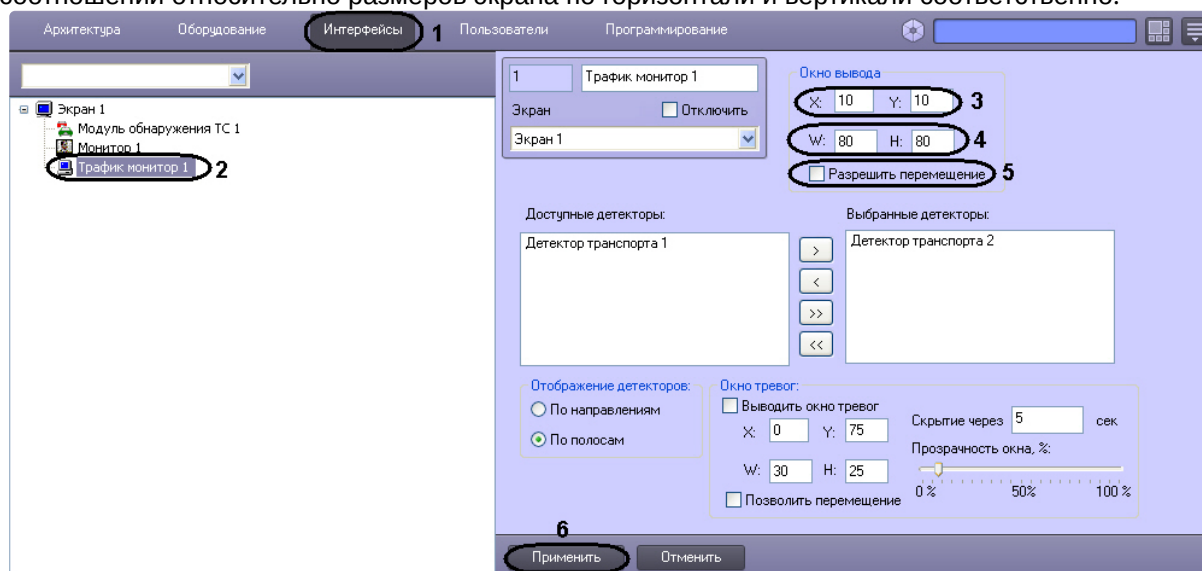 соотношении относительно размеров экрана по горизонтали и вертикали соответственно.
Архитектура Оборудование Интерфейсы 1 Пользователи Программирование
1 Трафик монитор 1
Экран Отключить
Экран 1
Окно вывода
X: 10 Y: 10 3
W: 80 H: 80 4
Разрешить перемещение 5
Экран 1
Модуль обнаружения ТС 1
Монитор 1
Трафик монитор 1 2
Доступные детекторы: Выбранные детекторы:
Детектор транспорта 1 > Детектор транспорта 2
<
>>
<<
Отображение детекторов:
По направлениям
По полосам
Окно тревог:
Выводить окно тревог
X: 0 Y: 75
W: 30 H: 25
Позволить перемещение
Скрытие через 5 сек
Прозрачность окна, %:
0 % 50% 100 %
6
Применить Отменить